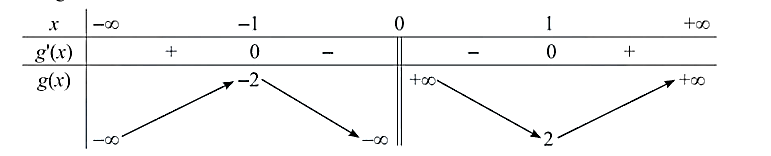 x −∞ −1 0 1 +∞
g'(x) + 0 − − 0 +
g(x) −2 +∞ +∞
−∞ −∞ 2